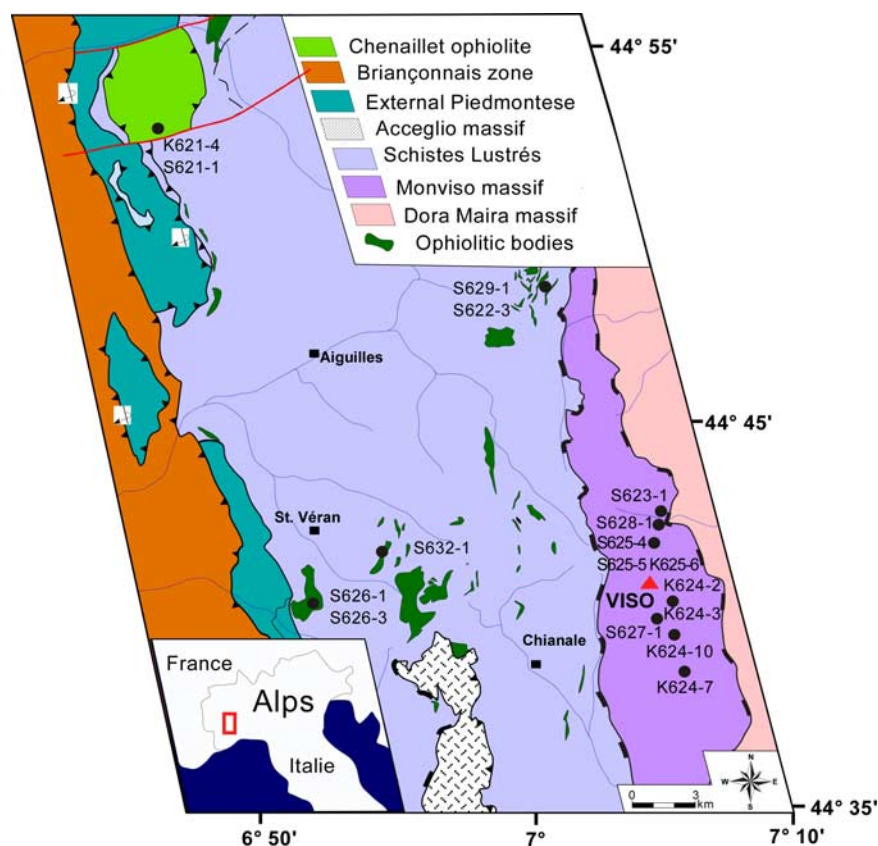 Chenaillet ophiolite
Briançonnais zone
External Piedmontese
Acceglio massif
Schistes Lustrés
Monviso massif
Dora Maira massif
Ophiolitic bodies
44° 55'
K621-4
S621-1
S629-1
S622-3
Aiguilles
44° 45'
S623-1
S628-1
St. Véran
S625-4
S632-1
S625-5 K625-6
K624-2
VISO
S626-1
K624-3
S626-3
S627-1
Chianale
K624-10
K624-7
France
Alps
Italie
N
W E
S
0 3
km
44° 35'
6° 50'
7°
7° 10'